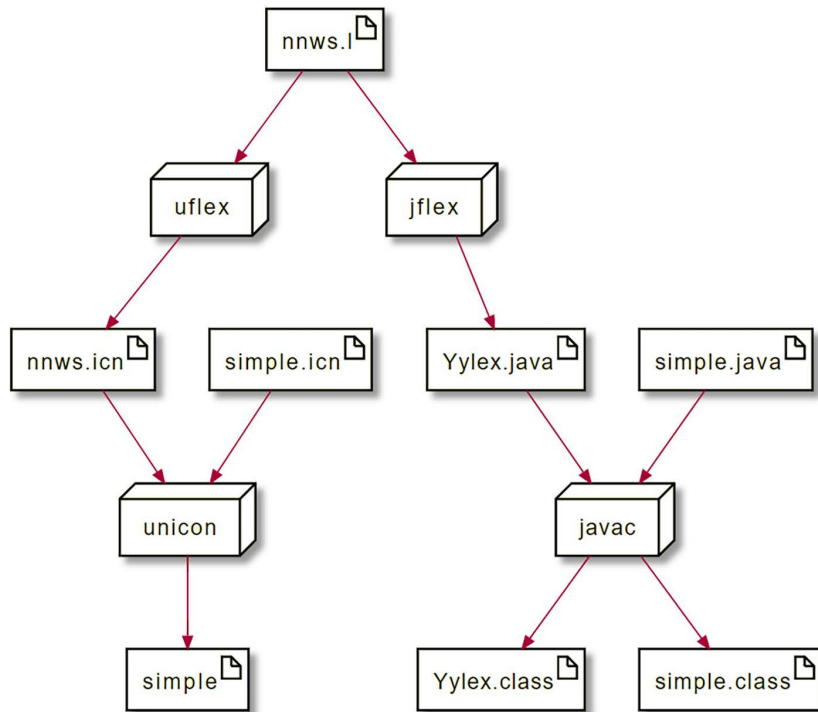 nnws.l
uflex
jflex
nnws.icn
simple.icn
Yylex.java
simple.java
unicon
javac
simple
Yylex.class
simple.class